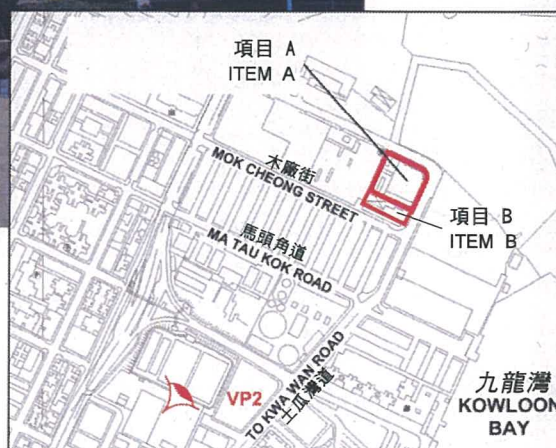 項目 A
ITEM A
木廠街
MOK CHEONG STREET
項目 B
ITEM B
馬頭角道
MA TAU KOK ROAD
VP2
TO KWA WAN ROAD
土瓜灣道
九龍灣
KOWLOON
BAY